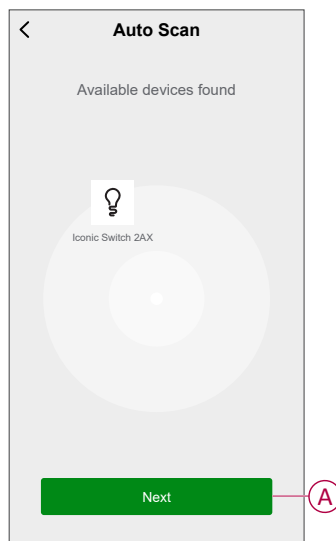 Auto Scan
Available devices found
Iconic Switch 2AX
Next
A